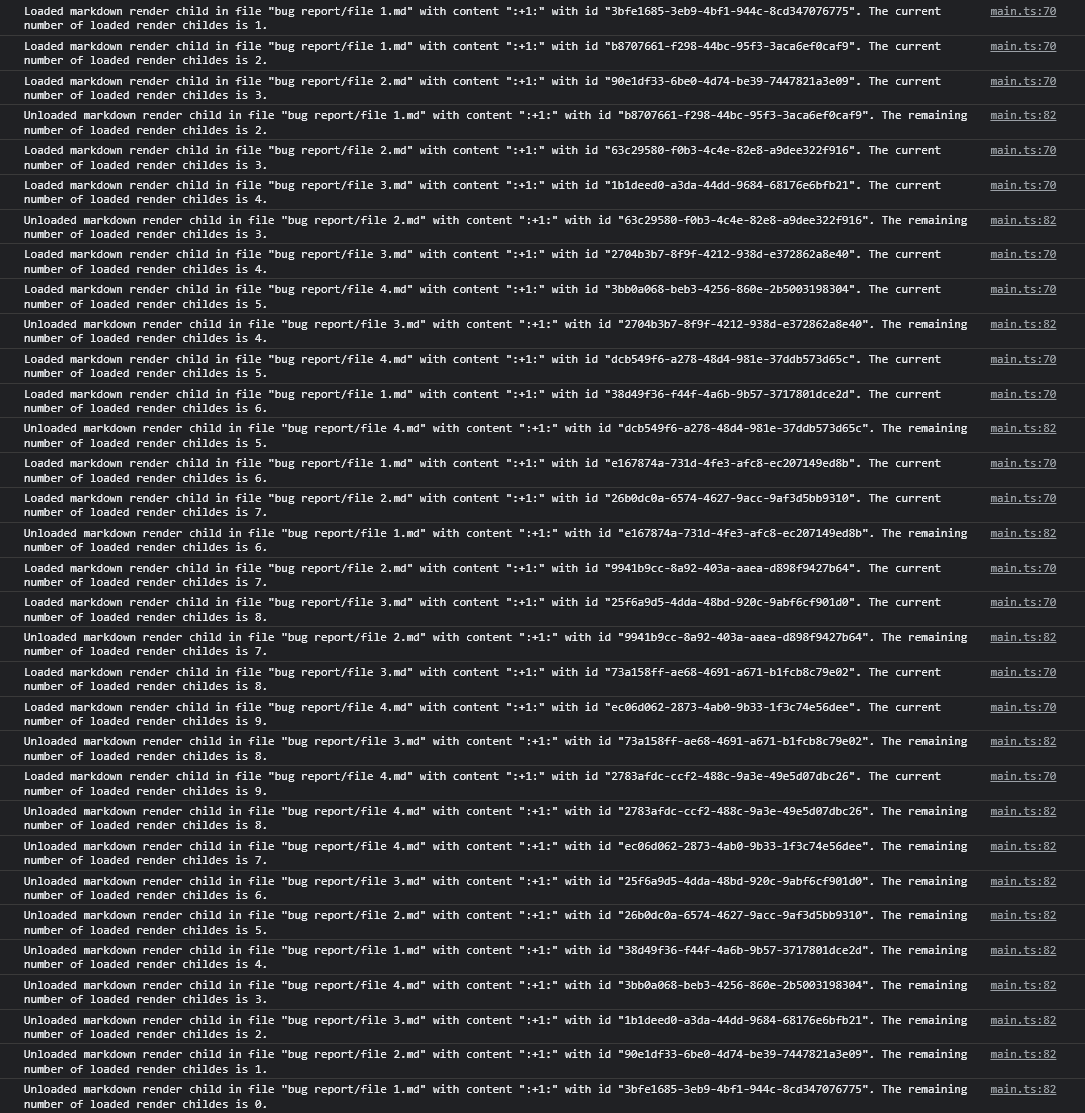 Loaded markdown render child in file "bug report/file 1.md" with content ":+1:" with id "3bfe1685-3eb9-4bf1-944c-8cd347076775". The current main.ts:70
number of loaded render childes is 1.
Loaded markdown render child in file "bug report/file 1.md" with content ":+1:" with id "b8707661-f298-44bc-95f3-3aca6ef0caf9". The current main.ts:70
number of loaded render childes is 2.
Loaded markdown render child in file "bug report/file 2.md" with content ":+1:" with id "90e1df33-6be0-4d74-be39-7447821a3e09". The current main.ts:70
number of loaded render childes is 3.
Unloaded markdown render child in file "bug report/file 1.md" with content ":+1:" with id "b8707661-f298-44bc-95f3-3aca6ef0caf9". The remaining main.ts:82
number of loaded render childes is 2.
Loaded markdown render child in file "bug report/file 2.md" with content ":+1:" with id "63c29580-f0b3-4c4e-82e8-a9dee322f916". The current main.ts:70
number of loaded render childes is 3.
Loaded markdown render child in file "bug report/file 3.md" with content ":+1:" with id "1b1deed0-a3da-44dd-9684-68176e6bfb21". The current main.ts:70
number of loaded render childes is 4.
Unloaded markdown render child in file "bug report/file 2.md" with content ":+1:" with id "63c29580-f0b3-4c4e-82e8-a9dee322f916". The remaining main.ts:82
number of loaded render childes is 3.
Loaded markdown render child in file "bug report/file 3.md" with content ":+1:" with id "2704b3b7-8f9f-4212-938d-e372862a8e40". The current main.ts:70
number of loaded render childes is 4.
Loaded markdown render child in file "bug report/file 4.md" with content ":+1:" with id "3bb0a068-beb3-4256-860e-2b5003198304". The current main.ts:70
number of loaded render childes is 5.
Unloaded markdown render child in file "bug report/file 3.md" with content ":+1:" with id "2704b3b7-8f9f-4212-938d-e372862a8e40". The remaining main.ts:82
number of loaded render childes is 4.
Loaded markdown render child in file "bug report/file 4.md" with content ":+1:" with id "dcb549f6-a278-48d4-981e-37ddb573d65c". The current main.ts:70
number of loaded render childes is 5.
Loaded markdown render child in file "bug report/file 1.md" with content ":+1:" with id "38d49f36-f44f-4a6b-9b57-3717801dce2d". The current main.ts:70
number of loaded render childes is 6.
Unloaded markdown render child in file "bug report/file 4.md" with content ":+1:" with id "dcb549f6-a278-48d4-981e-37ddb573d65c". The remaining main.ts:82
number of loaded render childes is 5.
Loaded markdown render child in file "bug report/file 1.md" with content ":+1:" with id "e167874a-731d-4fe3-afc8-ec207149ed8b". The current main.ts:70
number of loaded render childes is 6.
Loaded markdown render child in file "bug report/file 2.md" with content ":+1:" with id "26b0dc0a-6574-4627-9acc-9af3d5bb9310". The current main.ts:70
number of loaded render childes is 7.
Unloaded markdown render child in file "bug report/file 1.md" with content ":+1:" with id "e167874a-731d-4fe3-afc8-ec207149ed8b". The remaining main.ts:82
number of loaded render childes is 6.
Loaded markdown render child in file "bug report/file 2.md" with content ":+1:" with id "9941b9cc-8a92-403a-aaea-d898f9427b64". The current main.ts:70
number of loaded render childes is 7.
Loaded markdown render child in file "bug report/file 3.md" with content ":+1:" with id "25f6a9d5-4dda-48bd-920c-9abf6cf901d0". The current main.ts:70
number of loaded render childes is 8.
Unloaded markdown render child in file "bug report/file 2.md" with content ":+1:" with id "9941b9cc-8a92-403a-aaea-d898f9427b64". The remaining main.ts:82
number of loaded render childes is 7.
Loaded markdown render child in file "bug report/file 3.md" with content ":+1:" with id "73a158ff-ae68-4691-a671-b1fcb8c79e02". The current main.ts:70
number of loaded render childes is 8.
Loaded markdown render child in file "bug report/file 4.md" with content ":+1:" with id "ec06d062-2873-4ab0-9b33-1f3c74e56dee". The current main.ts:70
number of loaded render childes is 9.
Unloaded markdown render child in file "bug report/file 3.md" with content ":+1:" with id "73a158ff-ae68-4691-a671-b1fcb8c79e02". The remaining main.ts:82
number of loaded render childes is 8.
Loaded markdown render child in file "bug report/file 4.md" with content ":+1:" with id "2783afdc-ccf2-488c-9a3e-49e5d07dbc26". The current main.ts:70
number of loaded render childes is 9.
Unloaded markdown render child in file "bug report/file 4.md" with content ":+1:" with id "2783afdc-ccf2-488c-9a3e-49e5d07dbc26". The remaining main.ts:82
number of loaded render childes is 8.
Unloaded markdown render child in file "bug report/file 4.md" with content ":+1:" with id "ec06d062-2873-4ab0-9b33-1f3c74e56dee". The remaining main.ts:82
number of loaded render childes is 7.
Unloaded markdown render child in file "bug report/file 3.md" with content ":+1:" with id "25f6a9d5-4dda-48bd-920c-9abf6cf901d0". The remaining main.ts:82
number of loaded render childes is 6.
Unloaded markdown render child in file "bug report/file 2.md" with content ":+1:" with id "26b0dc0a-6574-4627-9acc-9af3d5bb9310". The remaining main.ts:82
number of loaded render childes is 5.
Unloaded markdown render child in file "bug report/file 1.md" with content ":+1:" with id "38d49f36-f44f-4a6b-9b57-3717801dce2d". The remaining main.ts:82
number of loaded render childes is 4.
Unloaded markdown render child in file "bug report/file 4.md" with content ":+1:" with id "3bb0a068-beb3-4256-860e-2b5003198304". The remaining main.ts:82
number of loaded render childes is 3.
Unloaded markdown render child in file "bug report/file 3.md" with content ":+1:" with id "1b1deed0-a3da-44dd-9684-68176e6bfb21". The remaining main.ts:82
number of loaded render childes is 2.
Unloaded markdown render child in file "bug report/file 2.md" with content ":+1:" with id "90e1df33-6be0-4d74-be39-7447821a3e09". The remaining main.ts:82
number of loaded render childes is 1.
Unloaded markdown render child in file "bug report/file 1.md" with content ":+1:" with id "3bfe1685-3eb9-4bf1-944c-8cd347076775". The remaining main.ts:82
number of loaded render childes is 0.